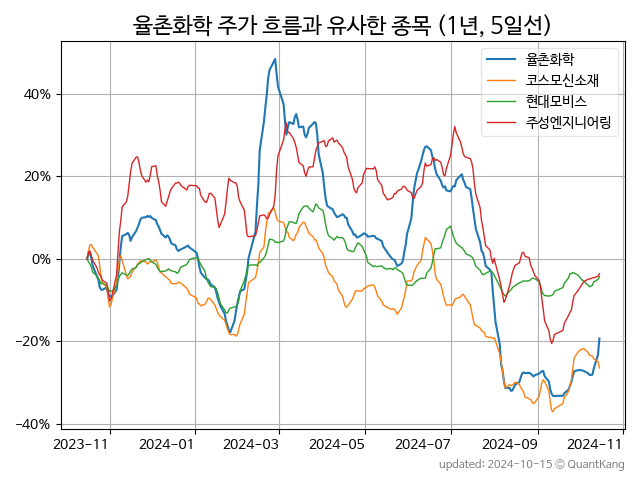 율촌화학 주가 흐름과 유사한 종목 (1년, 5일선)
율촌화학
코스모신소재
현대모비스
주성엔지니어링
40%
20%
0%
−20%
−40%
2023−11
2024−01
2024−03
2024−05
2024−07
2024−09
2024−11
updated: 2024-10-15 © QuantKang